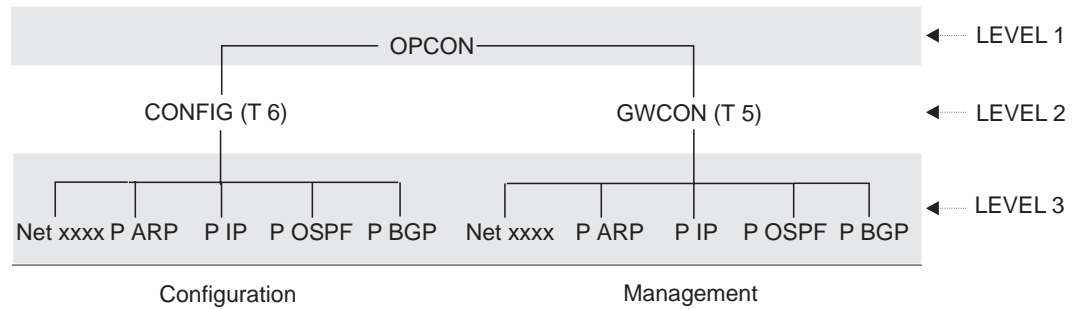 OPCON
LEVEL 1
CONFIG (T 6)
GWCON (T 5)
LEVEL 2
Net xxxx P ARP P IP P OSPF P BGP
Net xxxx P ARP P IP P OSPF P BGP
LEVEL 3
Configuration
Management